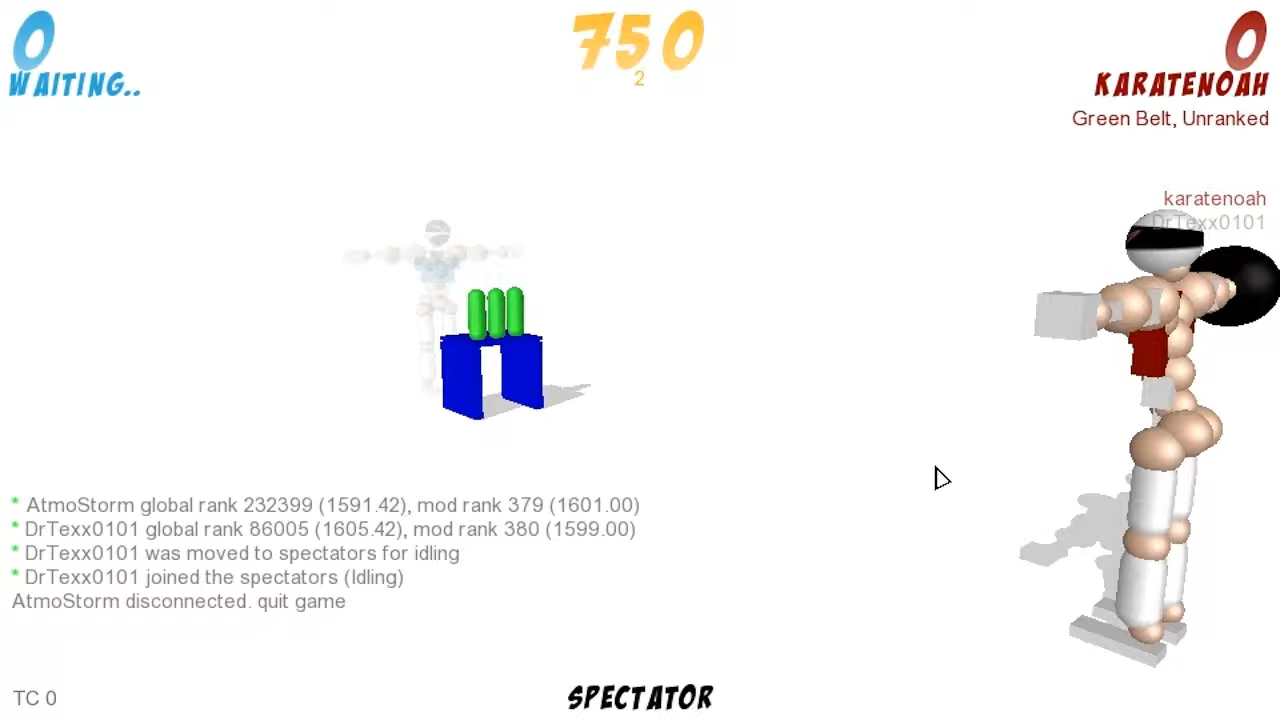 0
WAITING..
750
2
0
KARATENOAH
Green Belt, Unranked
karatenoah
DrTexx0101
* AtmoStorm global rank 232399 (1591.42), mod rank 379 (1601.00)
* DrTexx0101 global rank 86005 (1605.42), mod rank 380 (1599.00)
* DrTexx0101 was moved to spectators for idling
* DrTexx0101 joined the spectators (Idling)
AtmoStorm disconnected. quit game
TC 0
SPECTATOR